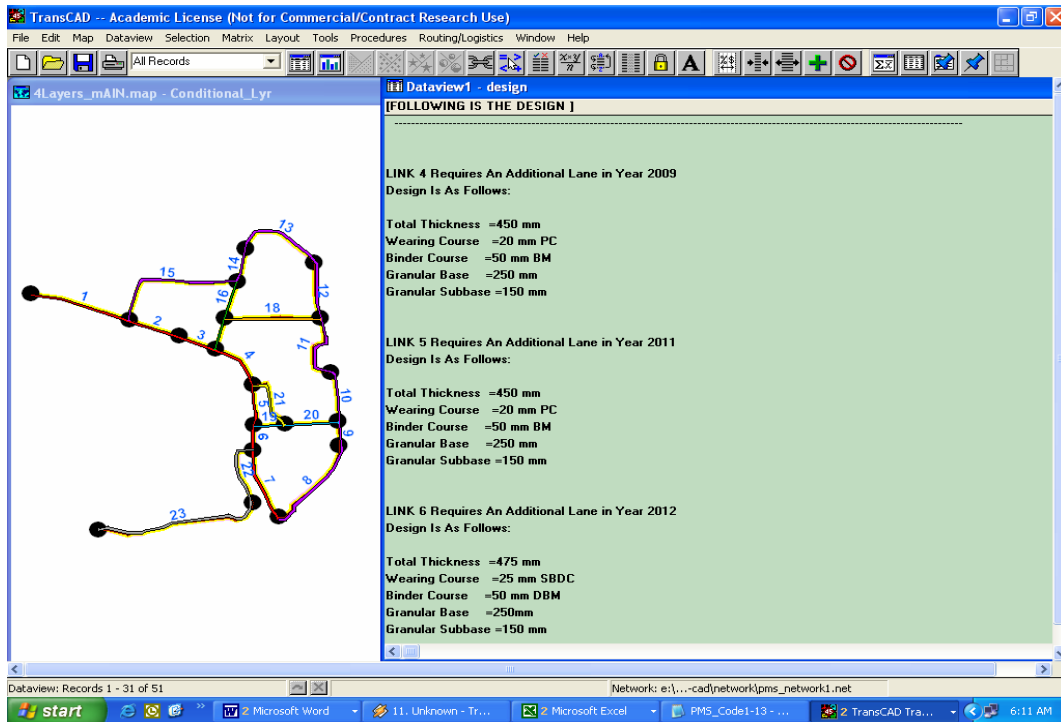 TransCAD -- Academic License (Not for Commercial/Contract Research Use)
File Edit Map Dataview Selection Matrix Layout Tools Procedures Routing/Logistics Window Help
All Records
4Layers_mAIN.map - Conditional_Lyr
Dataview1 - design
[FOLLOWING IS THE DESIGN ]
LINK 4 Requires An Additional Lane in Year 2009
Design Is As Follows:
Total Thickness =450 mm
Wearing Course =20 mm PC
Binder Course =50 mm BM
Granular Base =250 mm
Granular Subbase =150 mm
LINK 5 Requires An Additional Lane in Year 2011
Design Is As Follows:
Total Thickness =450 mm
Wearing Course =20 mm PC
Binder Course =50 mm BM
Granular Base =250 mm
Granular Subbase =150 mm
LINK 6 Requires An Additional Lane in Year 2012
Design Is As Follows:
Total Thickness =475 mm
Wearing Course =25 mm SBDC
Binder Course =50 mm DBM
Granular Base =250mm
Granular Subbase =150 mm
13
14
15
12
1
16
18
2
3
11
4
21
10
5
19
20
6
9
22
7
8
23
Dataview: Records 1 - 31 of 51
Network: e:\...-cad\network\pms_network1.net
start
2 Microsoft Word
11. Unknown - Tr...
2 Microsoft Excel
PMS_Code1-13 - ...
2 TransCAD Tra...
6:11 AM